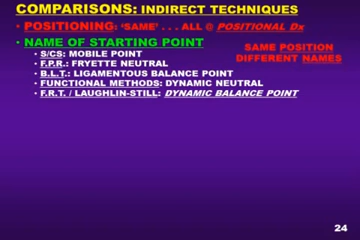 COMPARISONS: INDIRECT TECHNIQUES
• POSITIONING: ‘SAME’ . . . ALL @ POSITIONAL Dx
• NAME OF STARTING POINT
SAME POSITION
DIFFERENT NAMES
• S/CS: MOBILE POINT
• F.P.R.: FRYETTE NEUTRAL
• B.L.T.: LIGAMENTOUS BALANCE POINT
• FUNCTIONAL METHODS: DYNAMIC NEUTRAL
• F.R.T. / LAUGHLIN-STILL: DYNAMIC BALANCE POINT
24